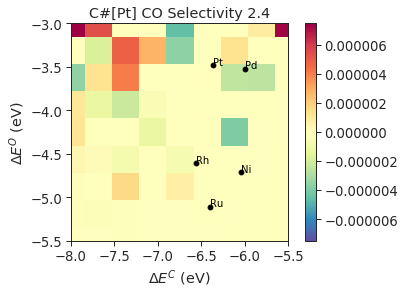 C#[Pt] CO Selectivity 2.4
−3.0
−3.5
−4.0
−4.5
−5.0
−5.5
ΔE^O (eV)
Pt
Pd
Rh
Ni
Ru
−8.0 −7.5 −7.0 −6.5 −6.0 −5.5
ΔE^C (eV)
0.000006
0.000004
0.000002
0.000000
−0.000002
−0.000004
−0.000006